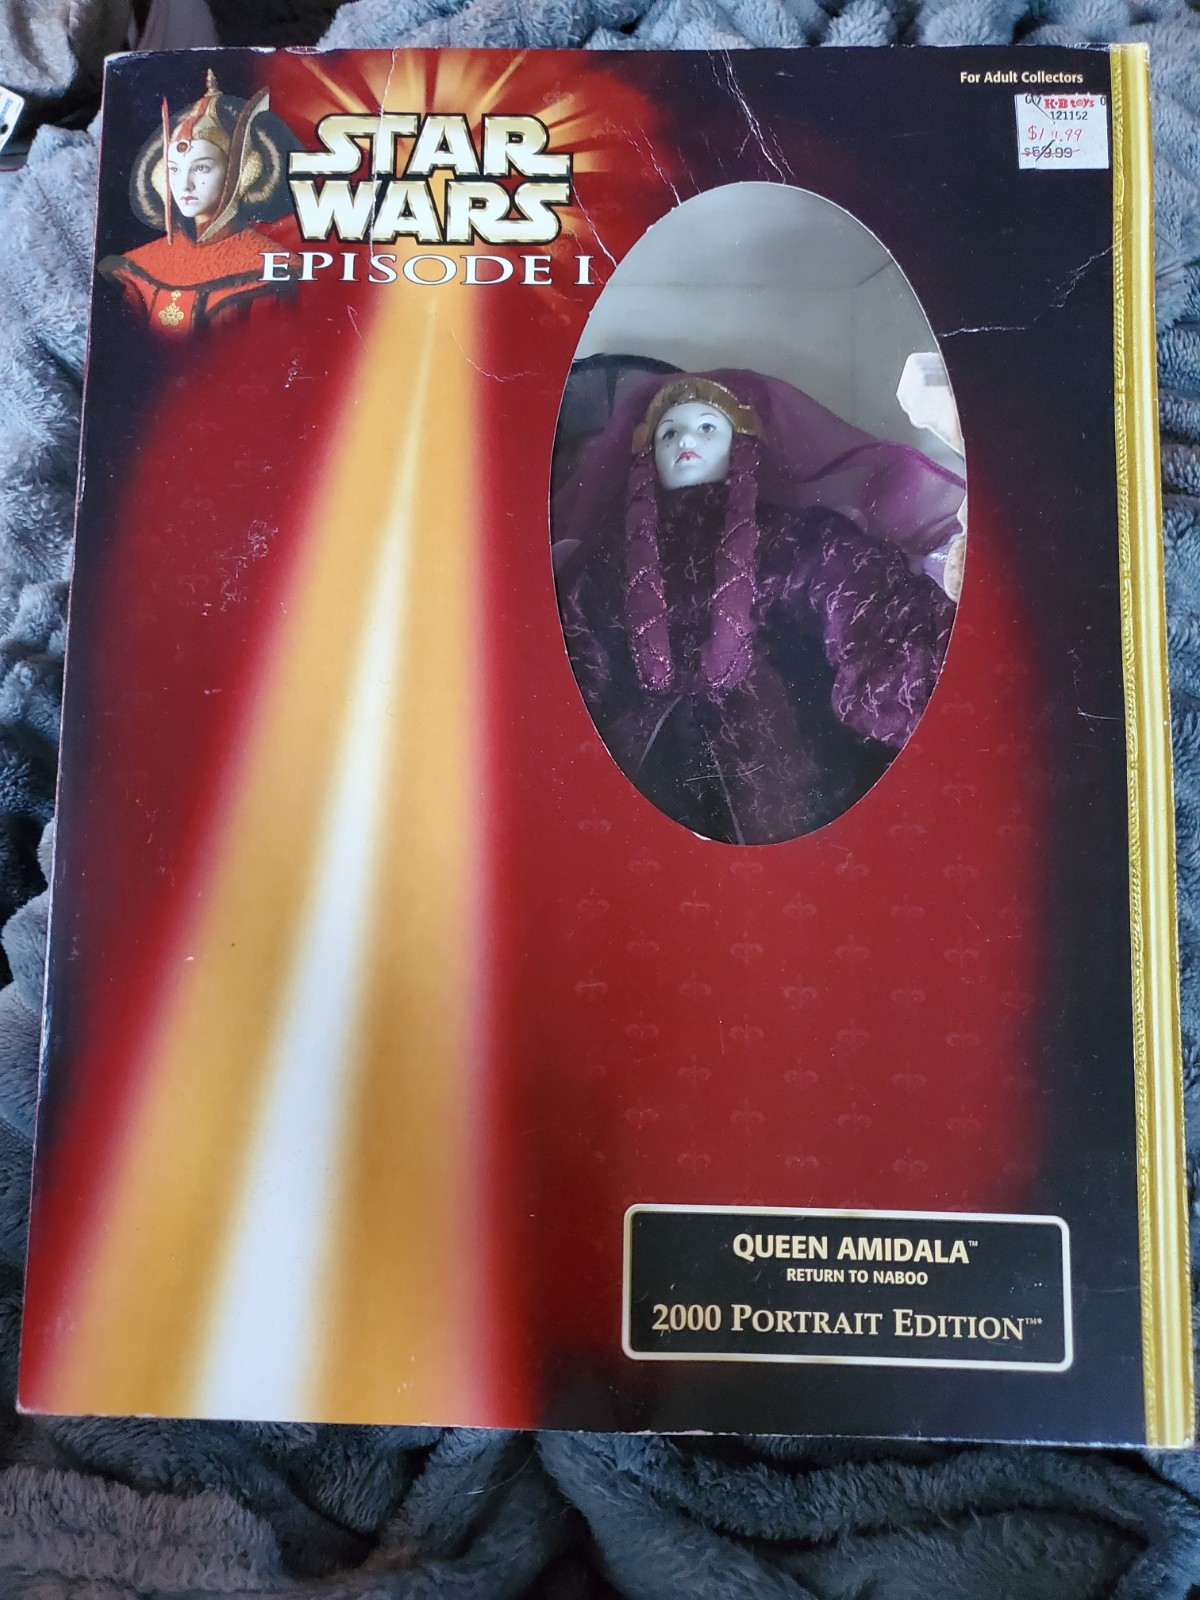 For Adult Collectors
K·B toys
121152
$59.99
STAR
WARS
EPISODE I
QUEEN AMIDALA™
RETURN TO NABOO
2000 PORTRAIT EDITION™*